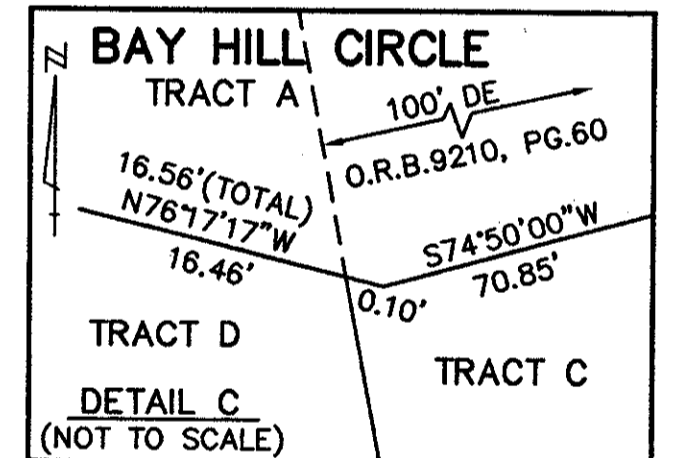 N
BAY HILL CIRCLE
TRACT A
100' DE
O.R.B.9210, PG.60
16.56'(TOTAL)
N76°17'17"W
16.46'
S74°50'00"W
70.85'
0.10'
TRACT D
TRACT C
DETAIL C
(NOT TO SCALE)